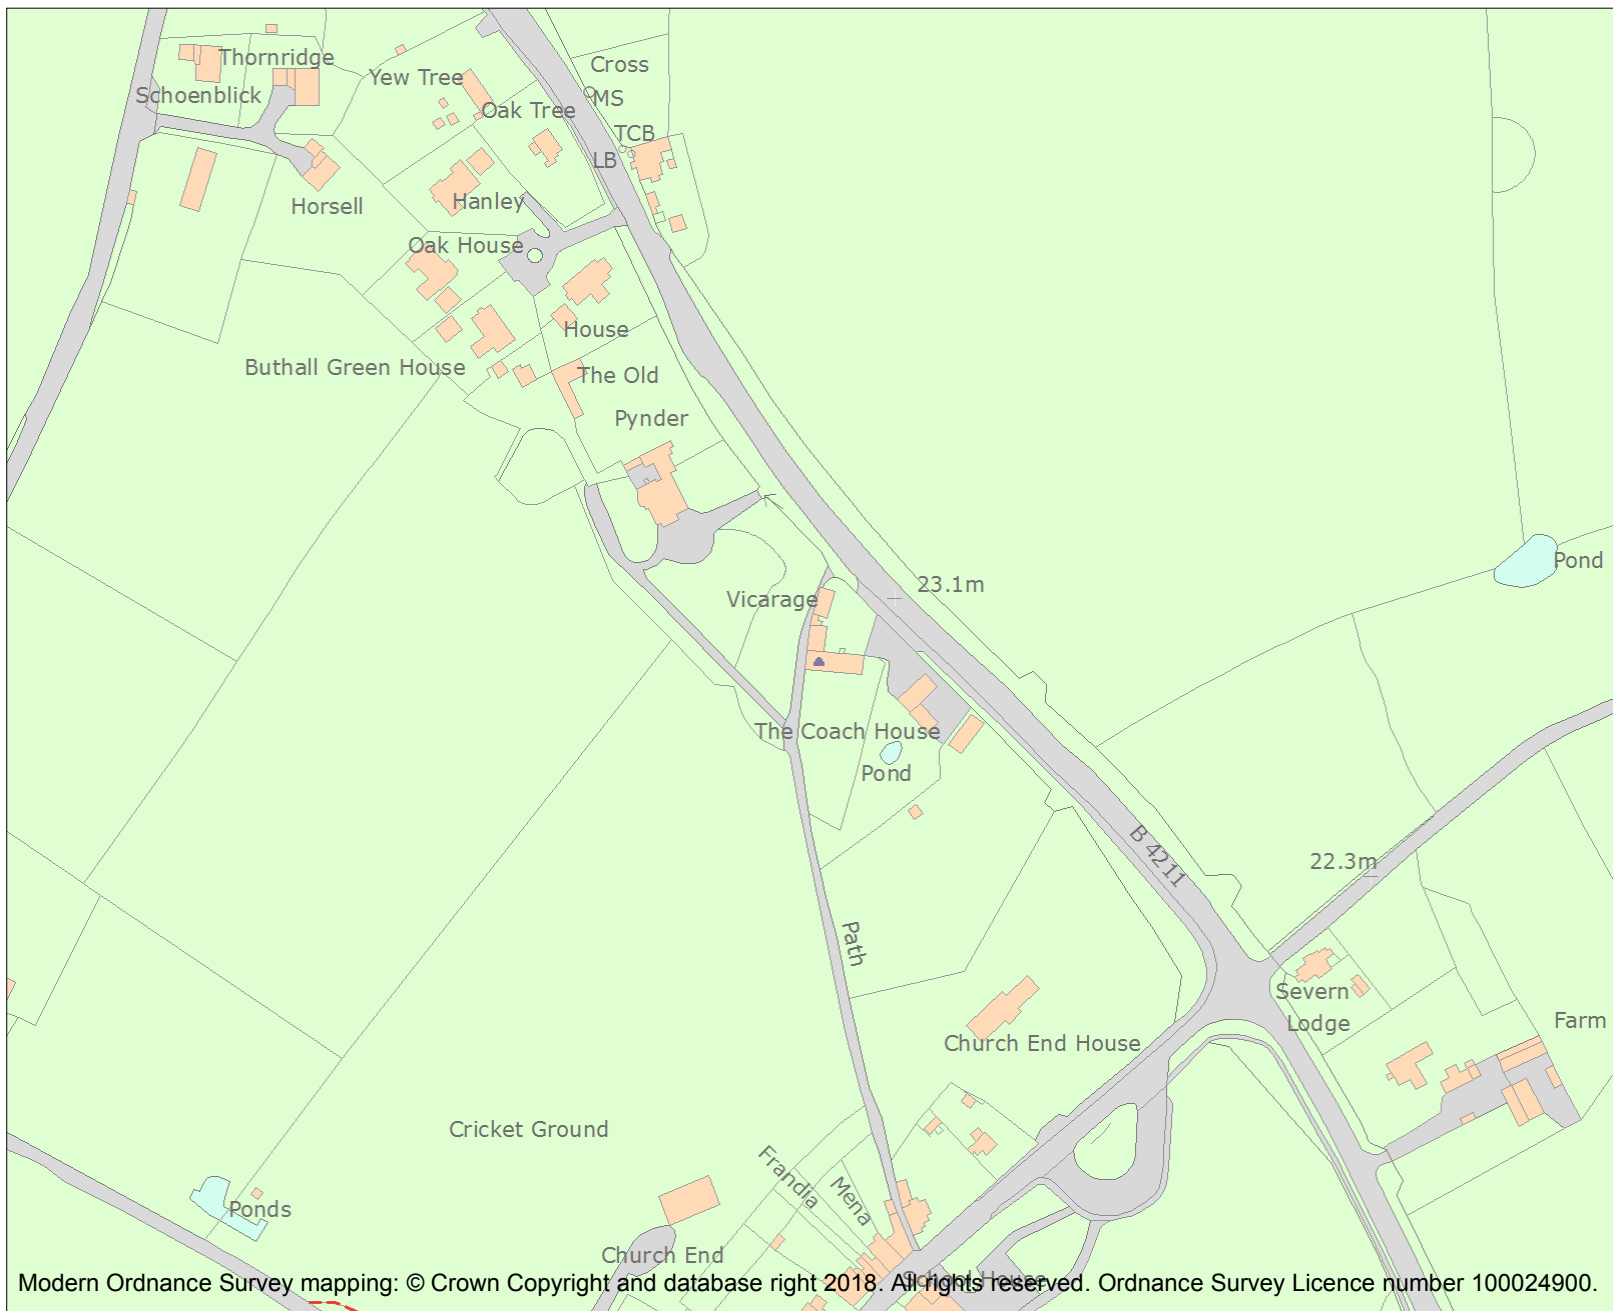 Thornridge
Cross
Yew Tree
Schoenblick
MS
Oak Tree
TCB
LB
Hanley
Horsell
Oak House
House
Buthall Green House
The Old
Pynder
Pond
23.1m
Vicarage
The Coach House
Pond
B 4211
22.3m
Path
Severn
Lodge
Farm
Church End House
Cricket Ground
Frandia
Mena
Ponds
Church End
School House
Modern Ordnance Survey mapping: © Crown Copyright and database right 2018. All rights reserved. Ordnance Survey Licence number 100024900.